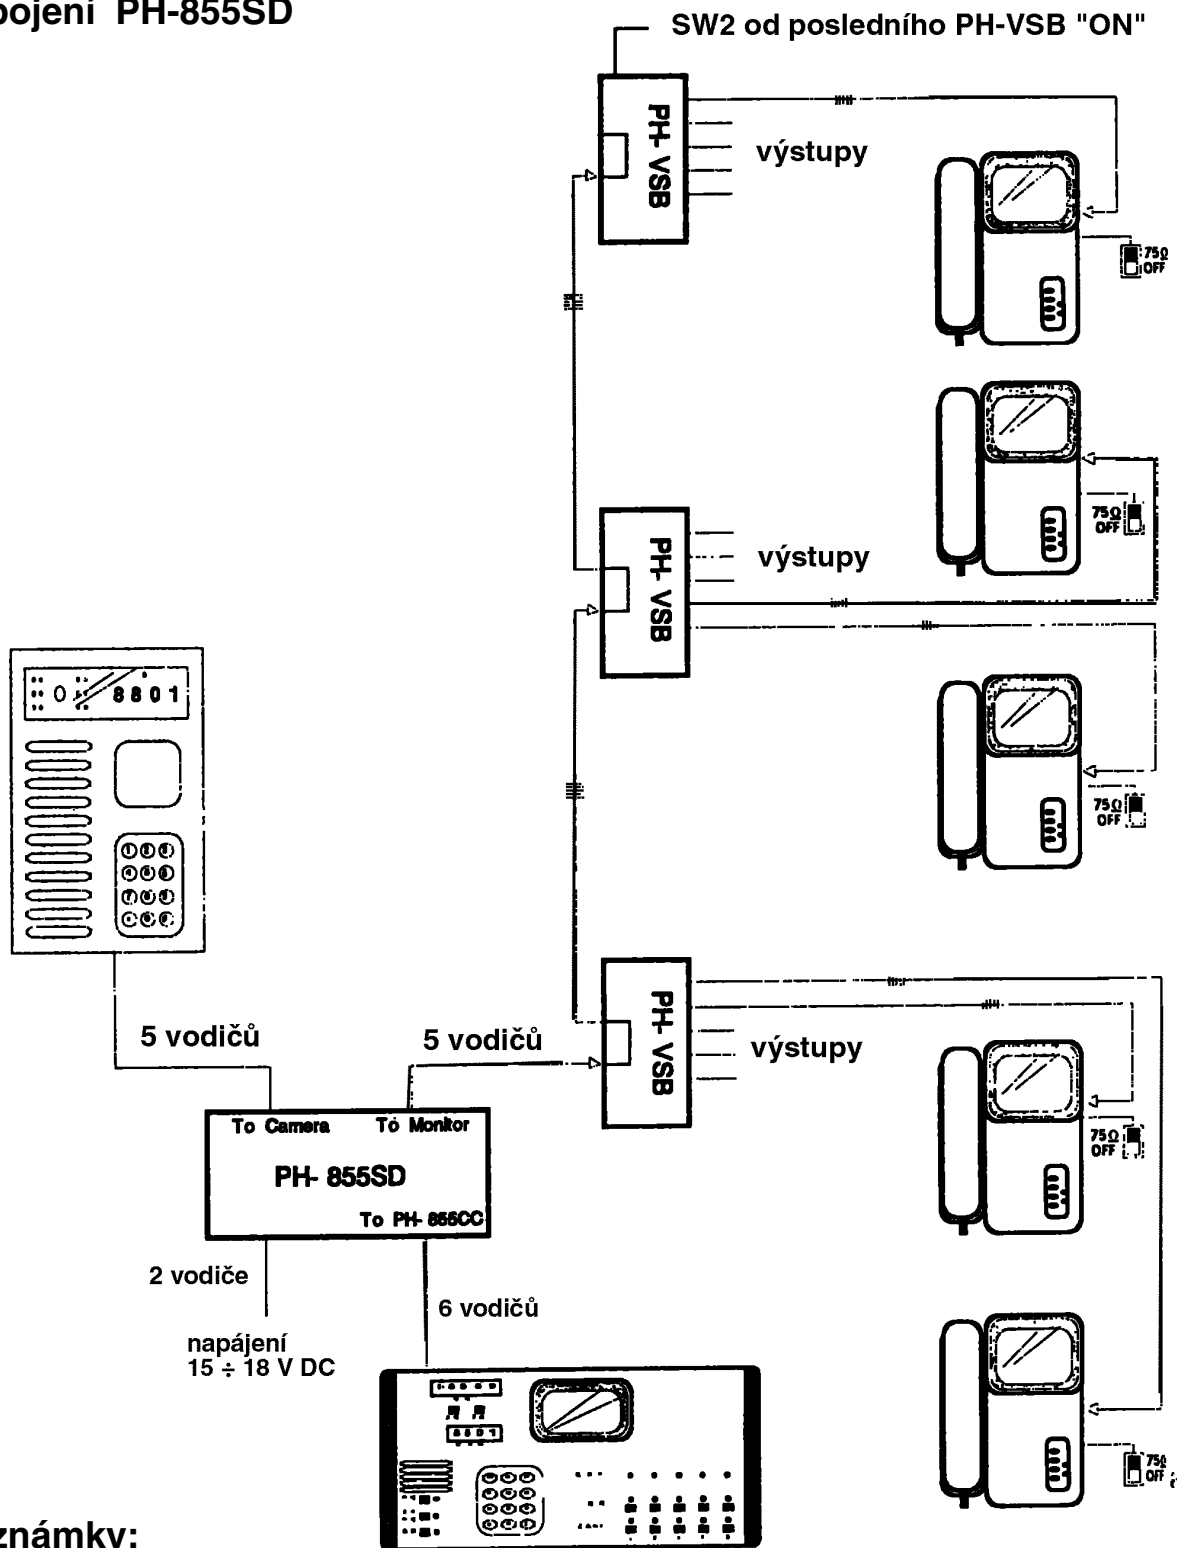 pojení PH-855SD
SW2 od posledního PH-VSB "ON"
PH- VSB
výstupy
75Ω
OFF
75Ω
OFF
PH- VSB
výstupy
8801
75Ω
OFF
PH- VSB
5 vodičů
5 vodičů
výstupy
To Camera
To Monitor
75Ω
OFF
PH- 855SD
To PH- 855CC
2 vodiče
6 vodičů
napájení
15 ÷ 18 V DC
75Ω
OFF
známky: